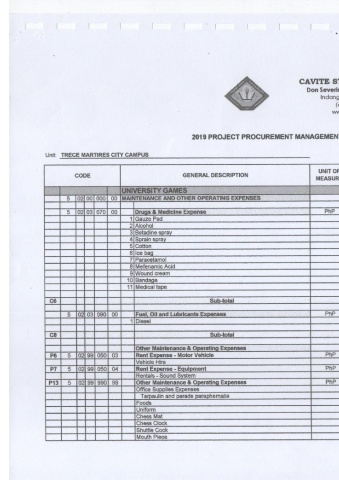 CAVITE S
Don Severi
Indang
w
2019 PROJECT PROCUREMENT MANAGEMEN
Unit TRECE MARTIRES CITY CAMPUS
CODE GENERAL DESCRIPTION UNIT OF MEASUR
UNIVERSITY GAMES
5 02 00 000 00 MAINTENANCE AND OTHER OPERATING EXPENSES
5 02 03 070 00 Drugs & Medicine Expense PhP
1 Gauze Pad
2 Alcohol
3 Betadine spray
4 Sprain spray
5 Cotton
6 Ice bag
7 Paracetamol
8 Mefenamic Acid
9 Wound cream
10 Bandage
11 Medical tape
C6 Sub-total
5 02 03 090 00 Fuel, Oil and Lubricants Expenses PhP
1 Diesel
C8 Sub-total
Other Maintenance & Operating Expenses
P6 5 02 99 050 03 Rent Expense - Motor Vehicle PhP
Vehicle Hire
P7 5 02 99 050 04 Rent Expense - Equipment PhP
Rentals - Sound System
P13 5 02 99 990 99 Other Maintenance & Operating Expenses PhP
Office Supplies Expenses
Tarpaulin and parade paraphernalia
Foods
Uniform
Chess Mat
Chess Clock
Shuttle Cock
Mouth Piece